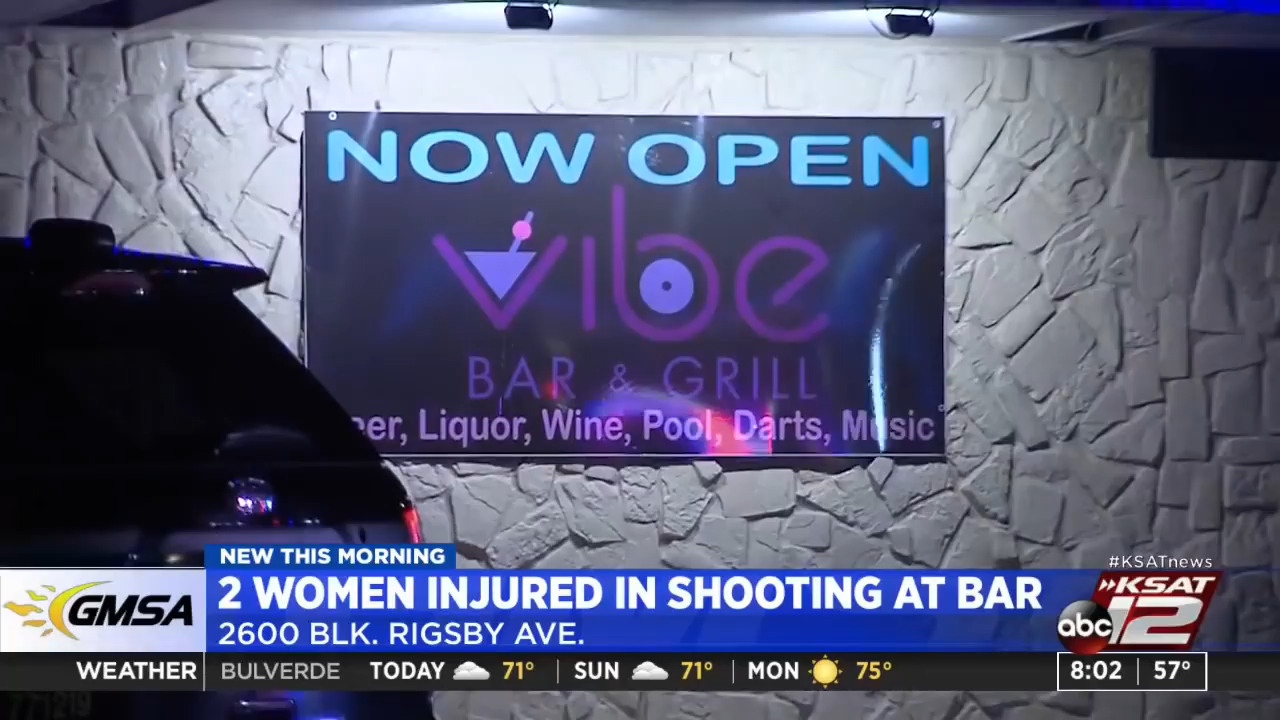 NOW OPEN
vibe
BAR & GRILL
Liquor, Wine, Pool, Darts, Music
NEW THIS MORNING
#KSATnews
GMSA
2 WOMEN INJURED IN SHOOTING AT BAR
2600 BLK. RIGSBY AVE.
KSAT
abc 12
WEATHER BULVERDE TODAY 71° SUN 71° MON 75° 8:02 57°